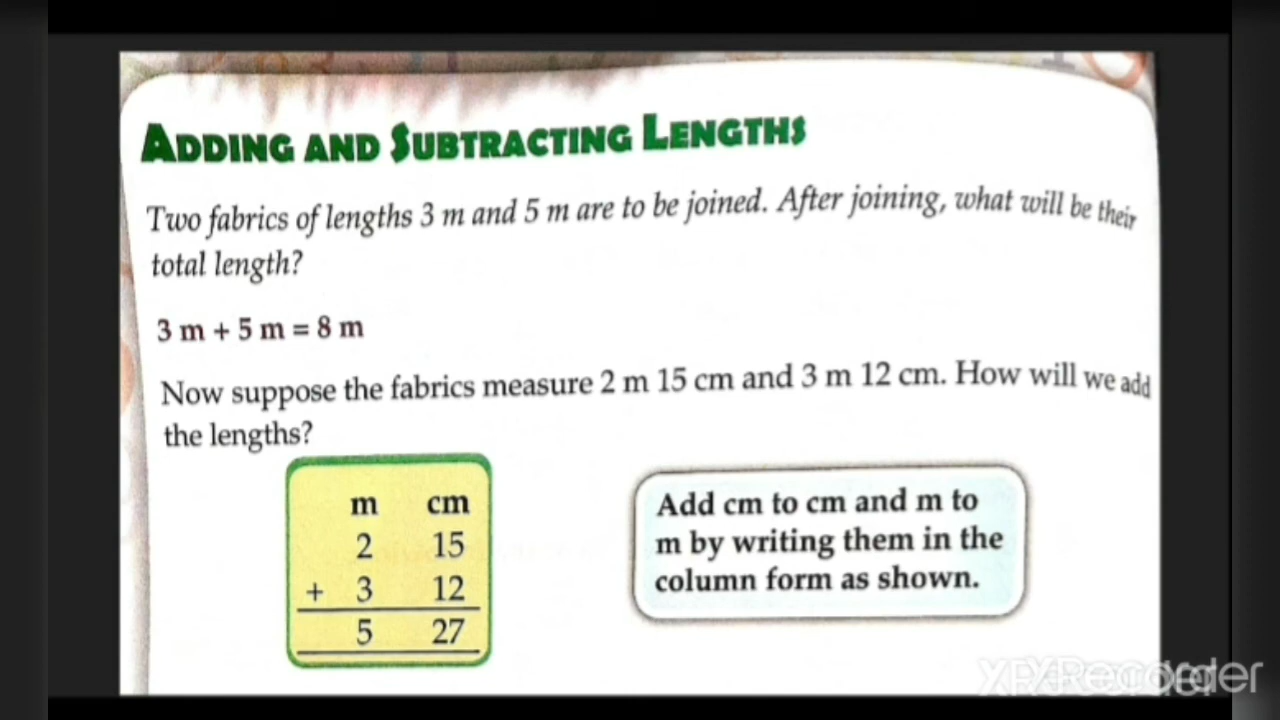 ADDING AND SUBTRACTING LENGTHS
Two fabrics of lengths 3 m and 5 m are to be joined. After joining, what will be their
total length?
3 m + 5 m = 8 m
Now suppose the fabrics measure 2 m 15 cm and 3 m 12 cm. How will we add
the lengths?
m cm
2 15
+ 3 12
5 27
Add cm to cm and m to
m by writing them in the
column form as shown.
XRecorder